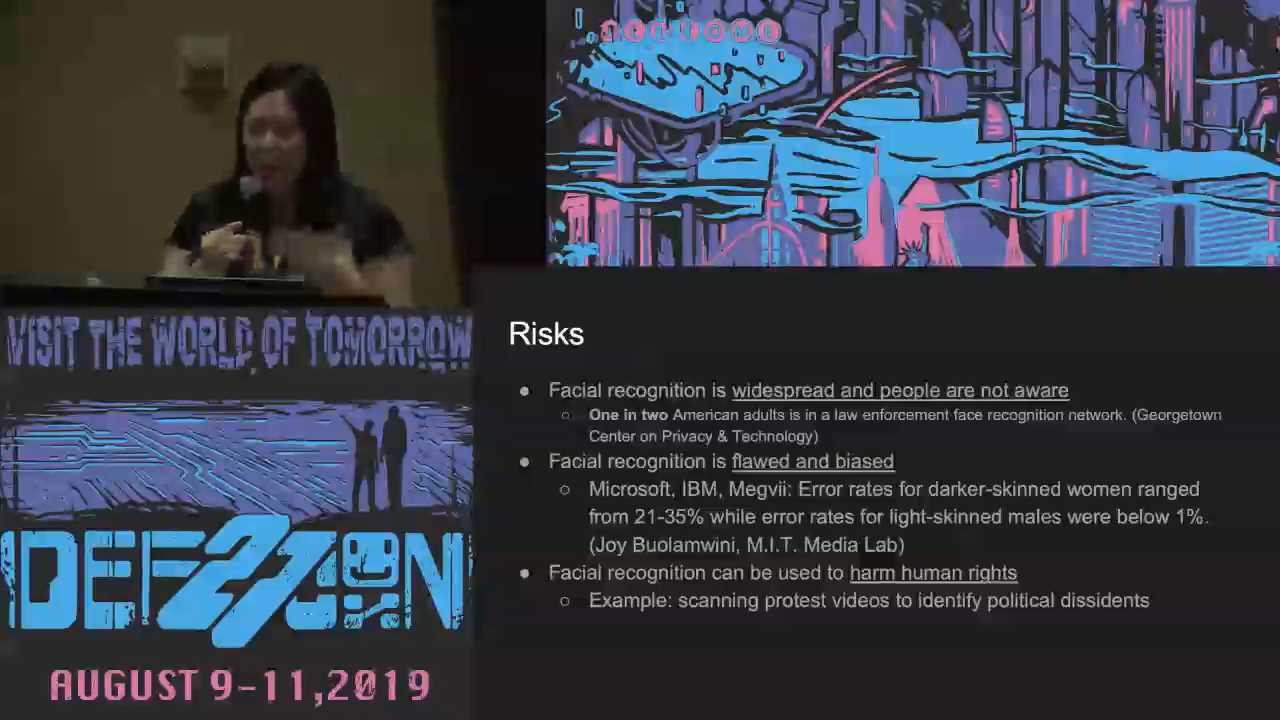 WELCOME
VISIT THE WORLD OF TOMORROW
DEF 27 CON
AUGUST 9-11,2019
Risks
● Facial recognition is widespread and people are not aware
○ One in two American adults is in a law enforcement face recognition network. (Georgetown
Center on Privacy & Technology)
● Facial recognition is flawed and biased
○ Microsoft, IBM, Megvii: Error rates for darker-skinned women ranged
from 21-35% while error rates for light-skinned males were below 1%.
(Joy Buolamwini, M.I.T. Media Lab)
● Facial recognition can be used to harm human rights
○ Example: scanning protest videos to identify political dissidents